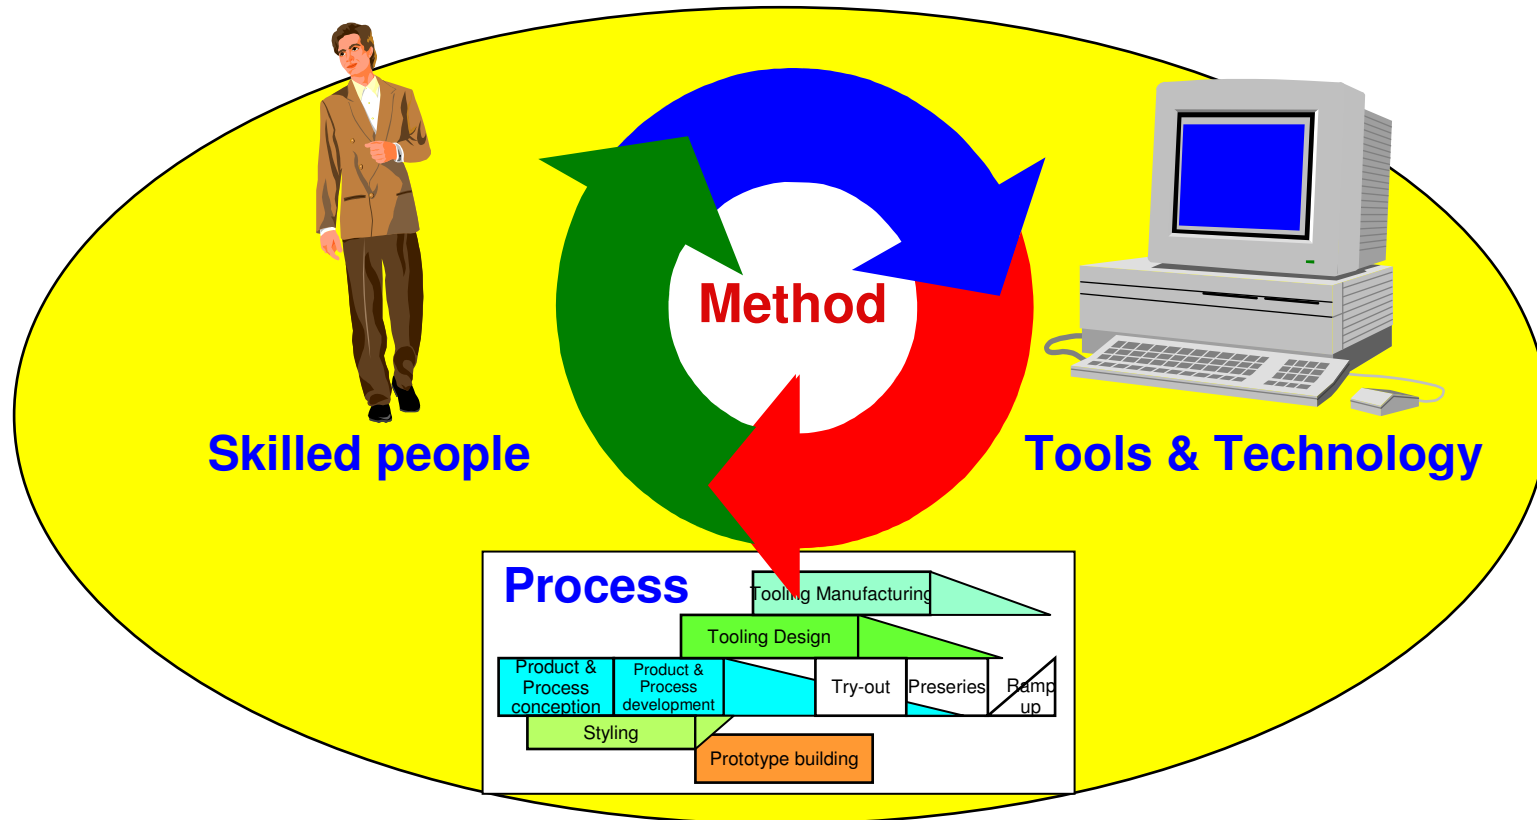 Method
Skilled people
Tools & Technology
Process
Tooling Manufacturing
Tooling Design
Product &
Process
conception
Product &
Process
development
Try-out
Preseries
Ramp
up
Styling
Prototype building